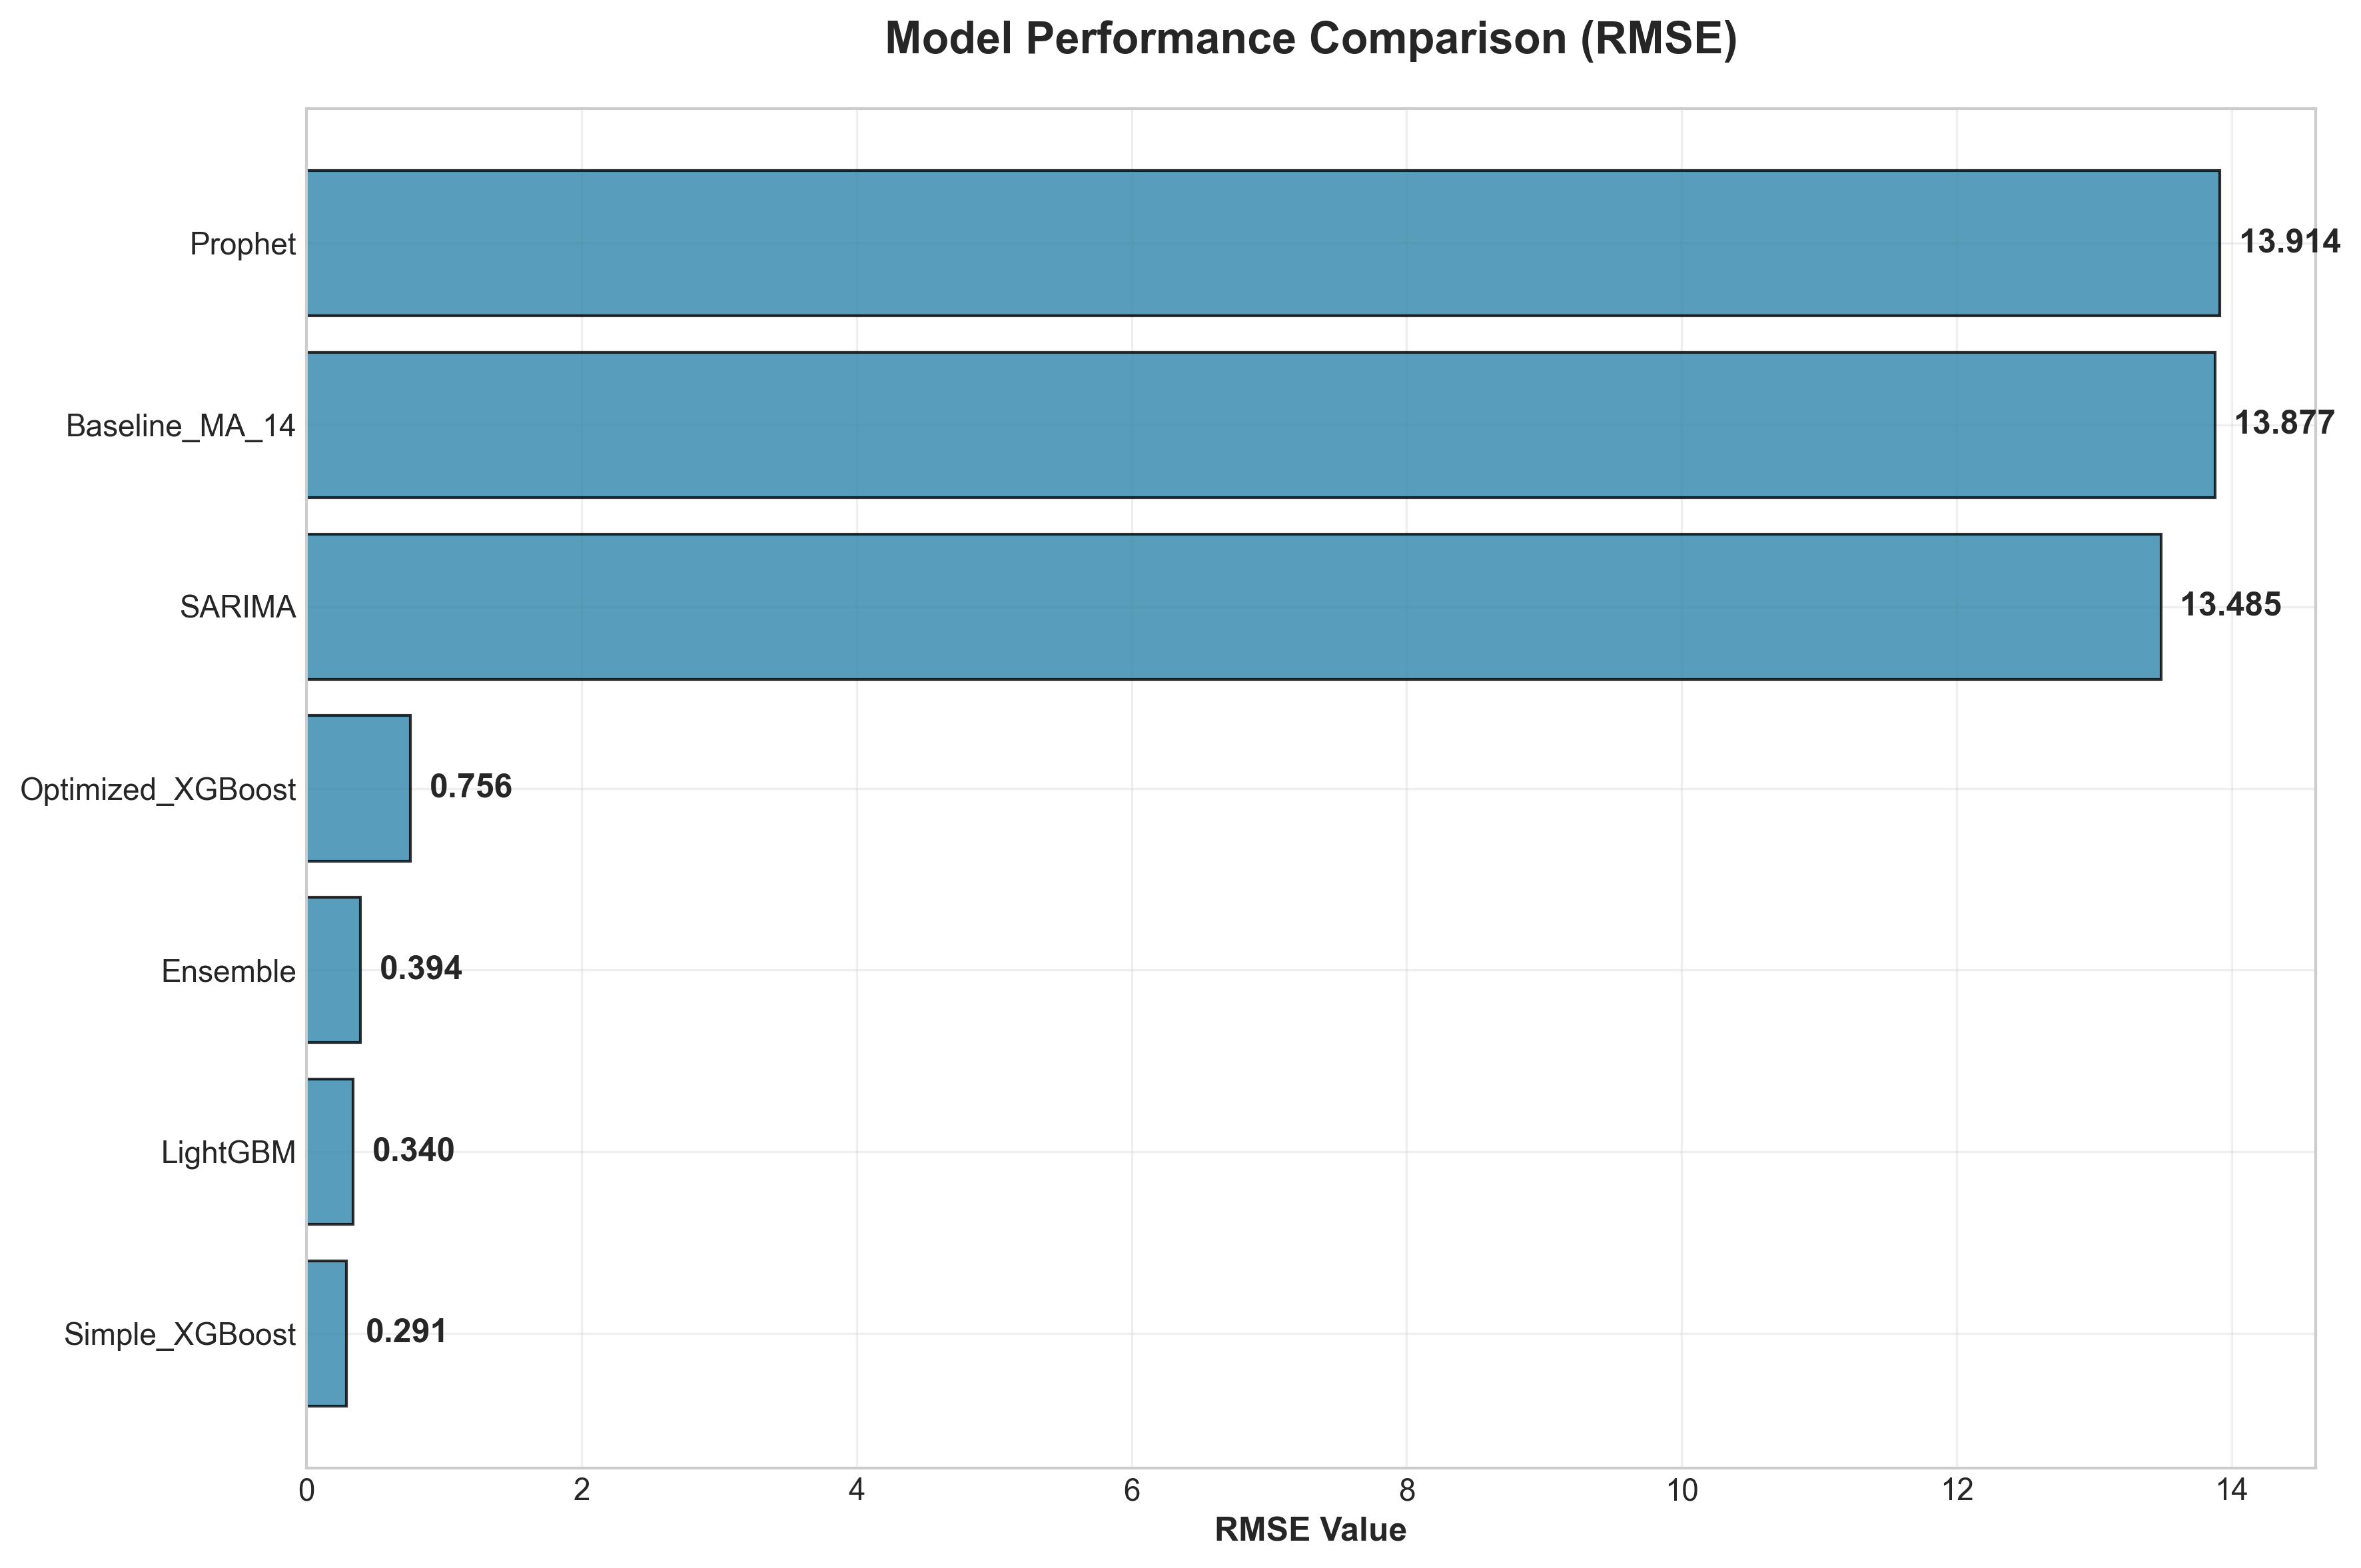 Model Performance Comparison (RMSE)
Prophet
13.914
Baseline_MA_14
13.877
SARIMA
13.485
Optimized_XGBoost
0.756
Ensemble
0.394
LightGBM
0.340
Simple_XGBoost
0.291
0 2 4 6 8 10 12 14
RMSE Value